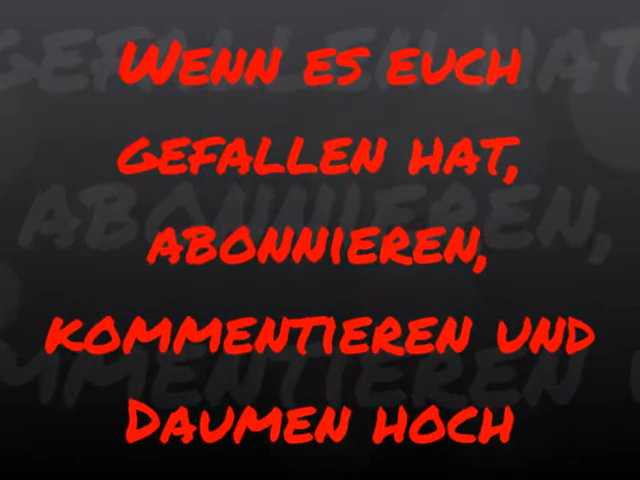 Wenn es euch
gefallen hat,
abonnieren,
kommentieren und
Daumen hoch